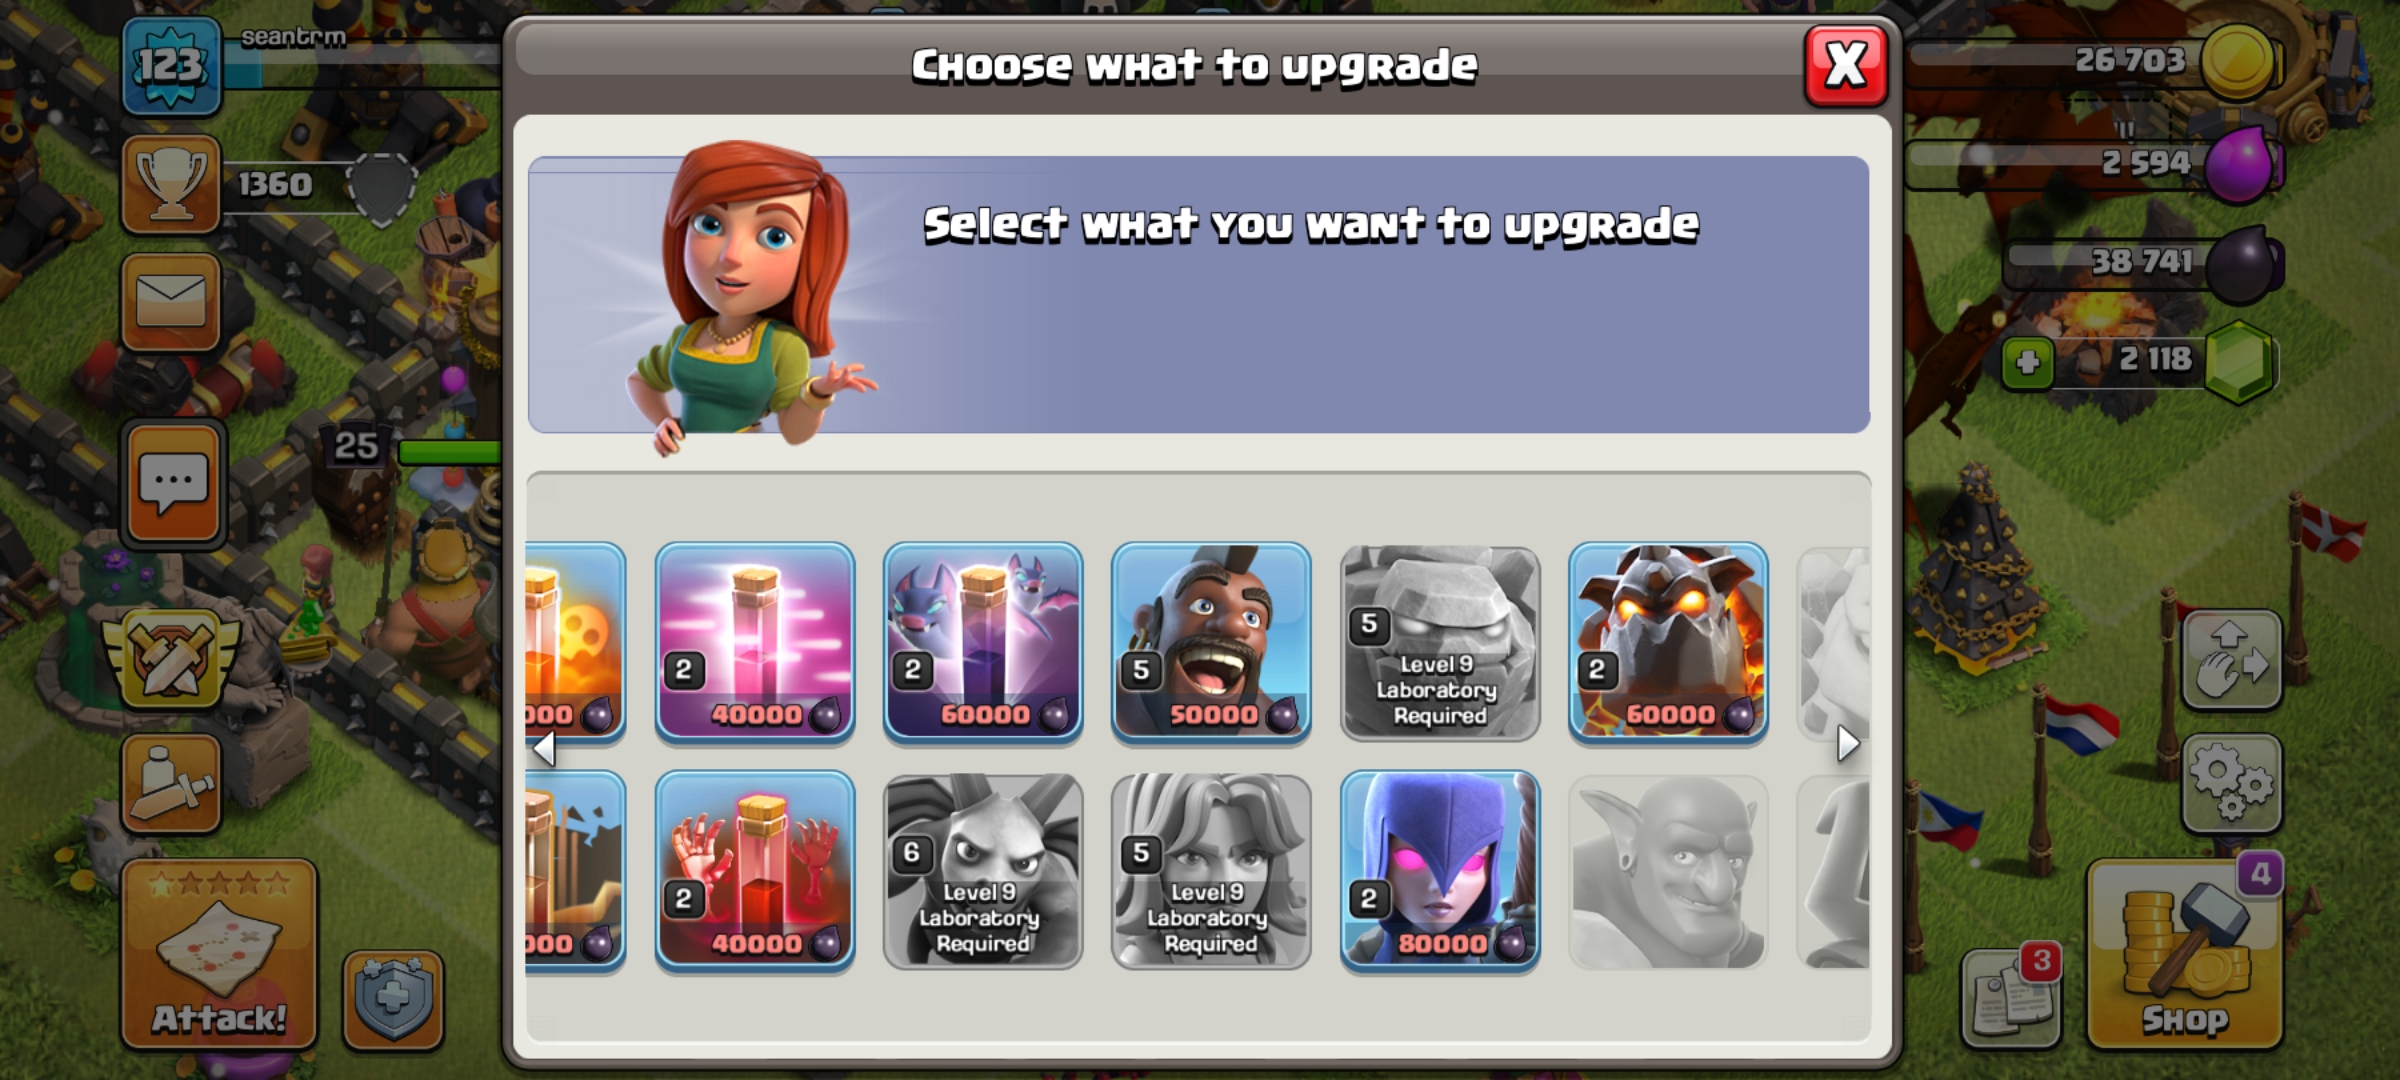 123
seantrm
Choose what to upgrade
X
26 703
1360
2 594
Select what you want to upgrade
38 741
2 118
25
2
40000
2
60000
5
50000
5
Level 9
Laboratory
Required
2
60000
000
2
40000
6
Level 9
Laboratory
Required
5
Level 9
Laboratory
Required
2
80000
000
Attack!
4
3
Shop